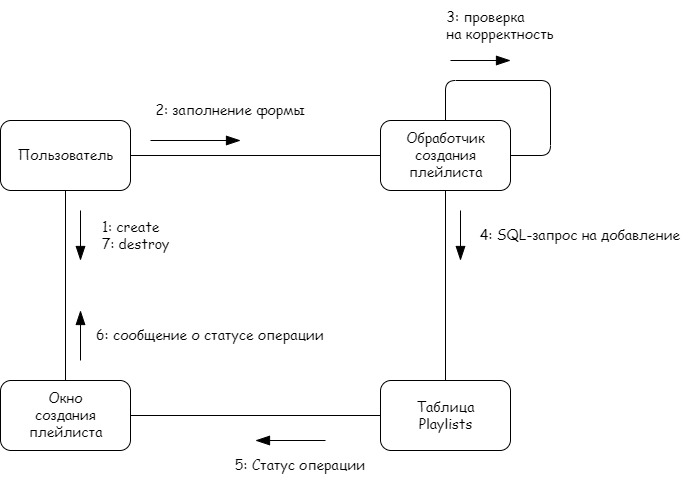 3: проверка
на корректность
2: заполнение формы
Пользователь
Обработчик
создания
плейлиста
1: create
7: destroy
4: SQL-запрос на добавление
6: сообщение о статусе операции
Окно
создания
плейлиста
Таблица
Playlists
5: Статус операции